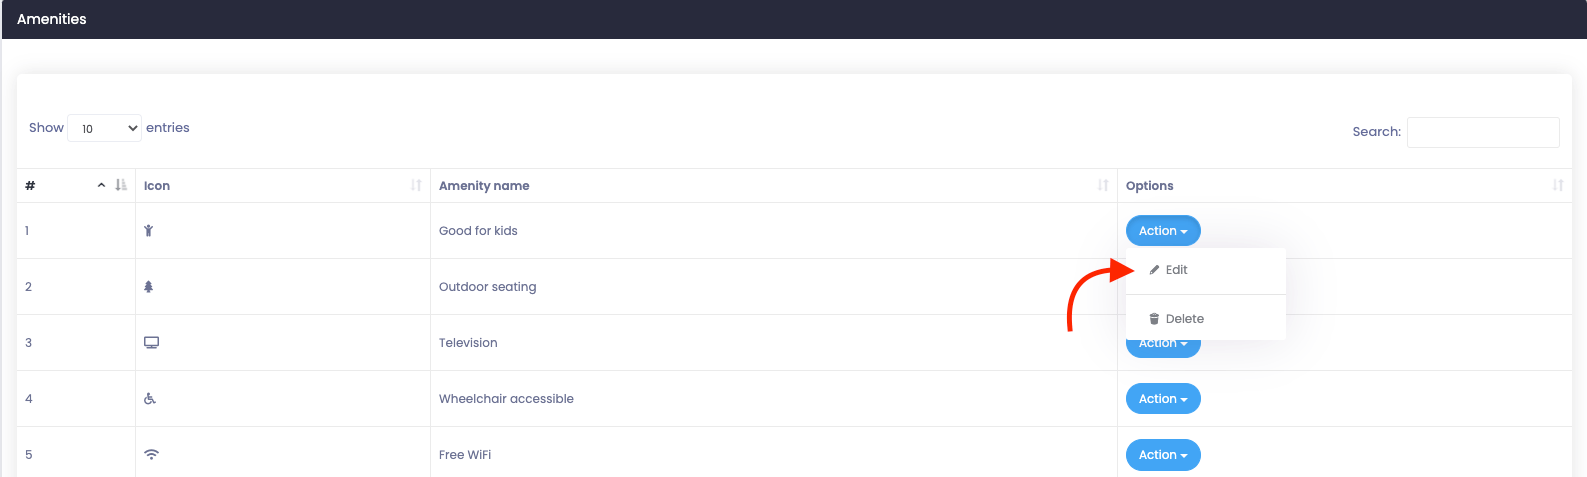 Amenities
Show 10 entries
Search:
# Icon Amenity name Options
1 Good for kids Action
Edit
2 Outdoor seating
Delete
3 Television Action
4 Wheelchair accessible Action
5 Free WiFi Action